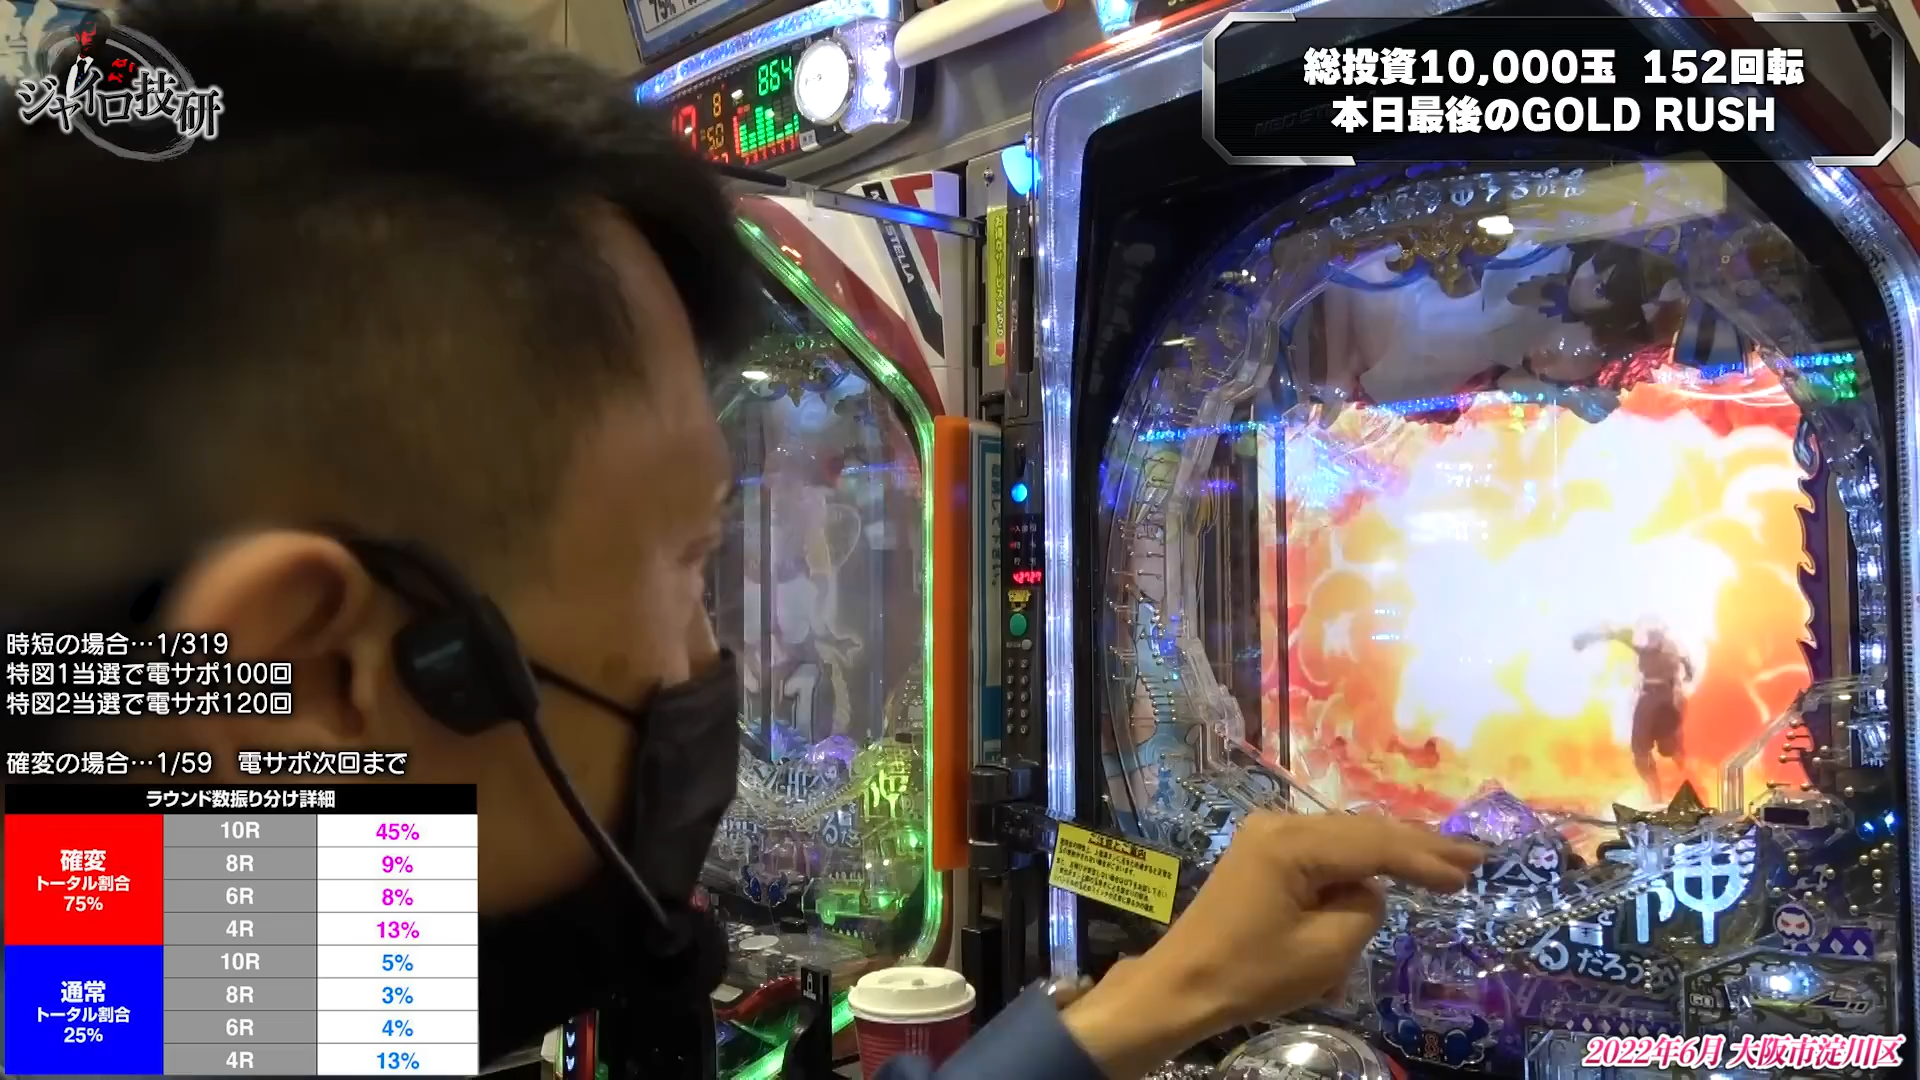 ジャイロ技研
総投資10,000玉 152回転
本日最後のGOLD RUSH
864
STELLA
時短の場合…1/319
特図1当選で電サポ100回
特図2当選で電サポ120回
確変の場合…1/59 電サポ次回まで
ラウンド数振り分け詳細
確変
トータル割合
75%
10R 45%
8R 9%
6R 8%
4R 13%
通常
トータル割合
25%
10R 5%
8R 3%
6R 4%
4R 13%
神
だろう
2022年6月 大阪市淀川区